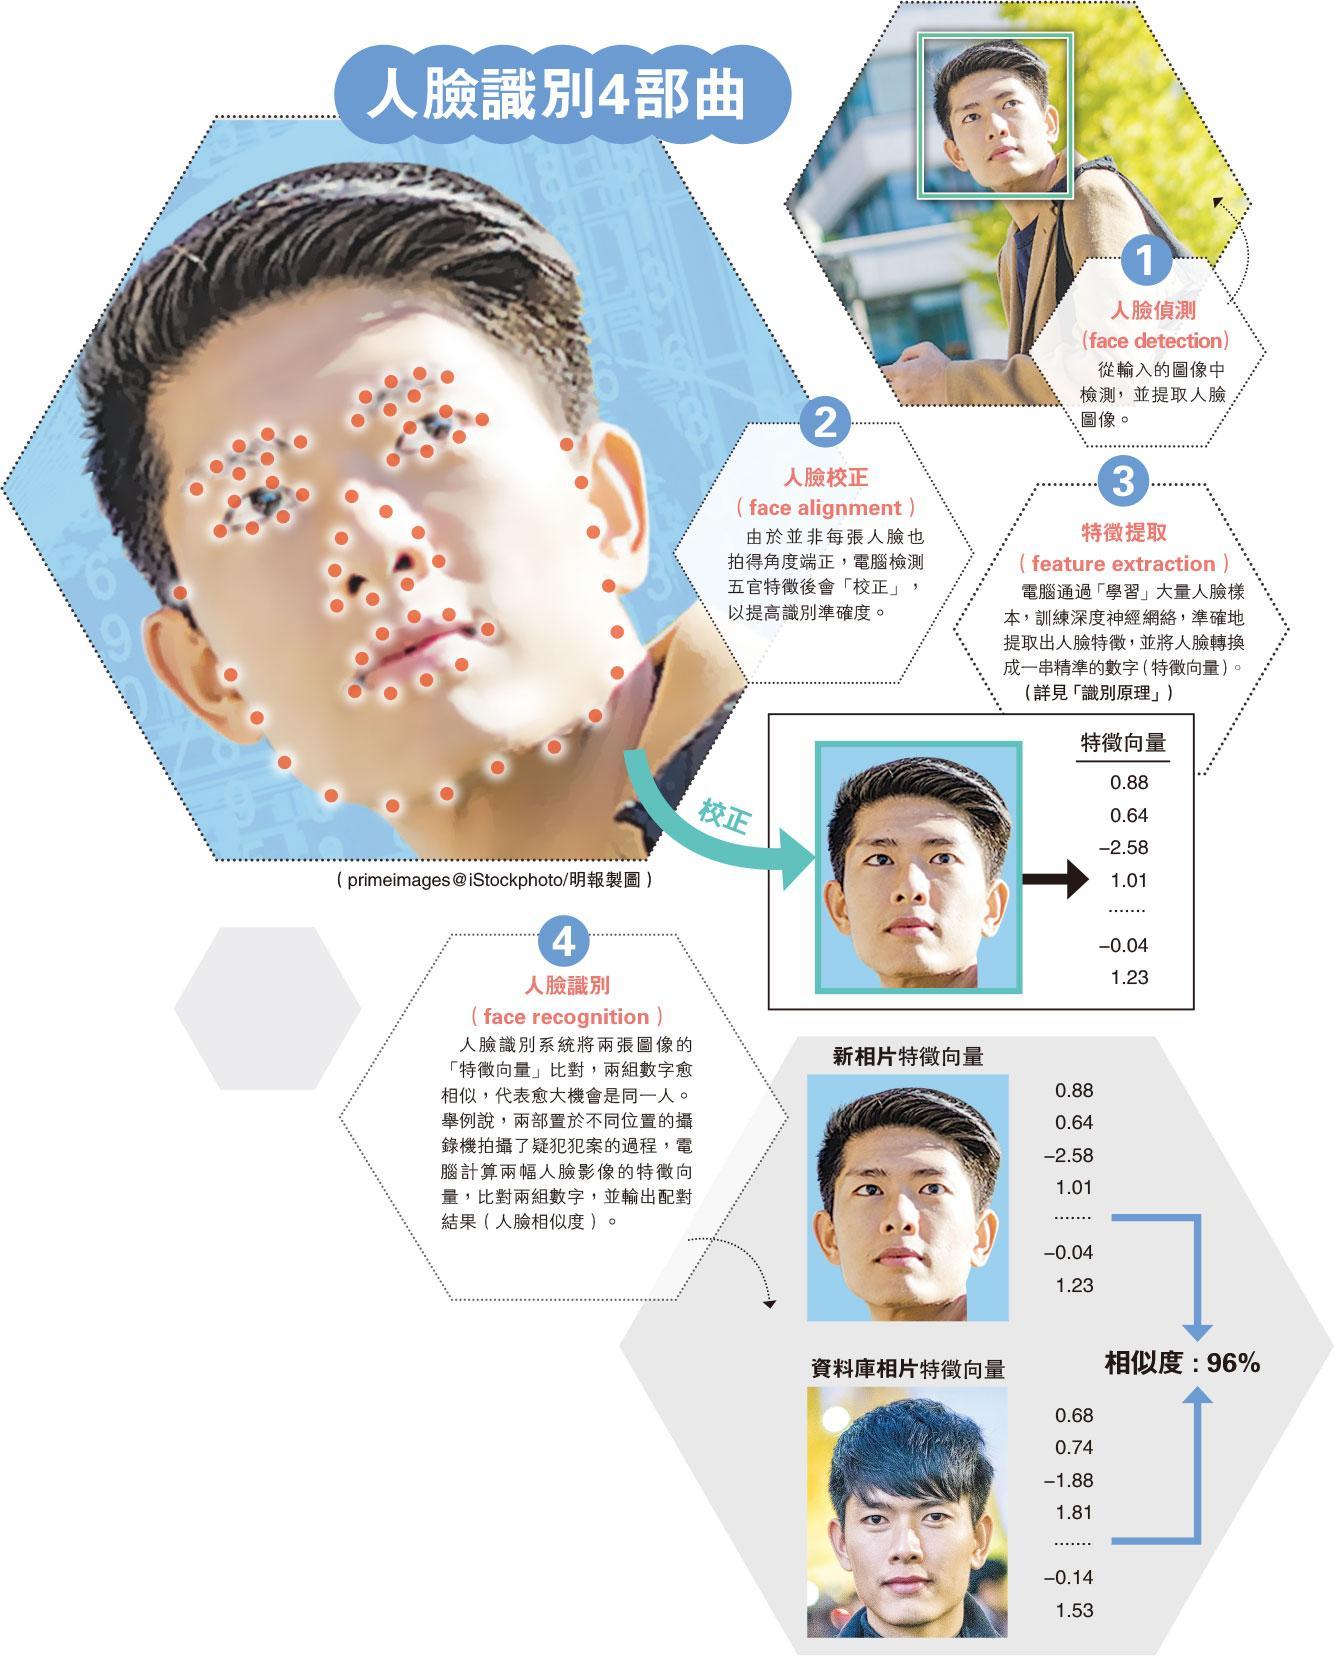 人臉識別4部曲
1
人臉偵測
(face detection)
從輸入的圖像中
檢測，並提取人臉
圖像。
2
人臉校正
( face alignment )
由於並非每張人臉也
拍得角度端正，電腦檢測
五官特徵後會「校正」，
以提高識別準確度。
3
特徵提取
( feature extraction )
電腦通過「學習」大量人臉樣
本，訓練深度神經網絡，準確地
提取出人臉特徵，並將人臉轉換
成一串精準的數字(特徵向量)。
(詳見「識別原理」)
校正
特徵向量
0.88
0.64
−2.58
1.01
.......
−0.04
1.23
( primeimages@iStockphoto/明報製圖 )
4
人臉識別
( face recognition )
人臉識別系統將兩張圖像的
「特徵向量」比對，兩組數字愈
相似，代表愈大機會是同一人。
舉例說，兩部置於不同位置的攝
錄機拍攝了疑犯犯案的過程，電
腦計算兩幅人臉影像的特徵向
量，比對兩組數字，並輸出配對
結果(人臉相似度)。
新相片特徵向量
0.88
0.64
−2.58
1.01
.......
−0.04
1.23
相似度：96%
資料庫相片特徵向量
0.68
0.74
−1.88
1.81
.......
−0.14
1.53